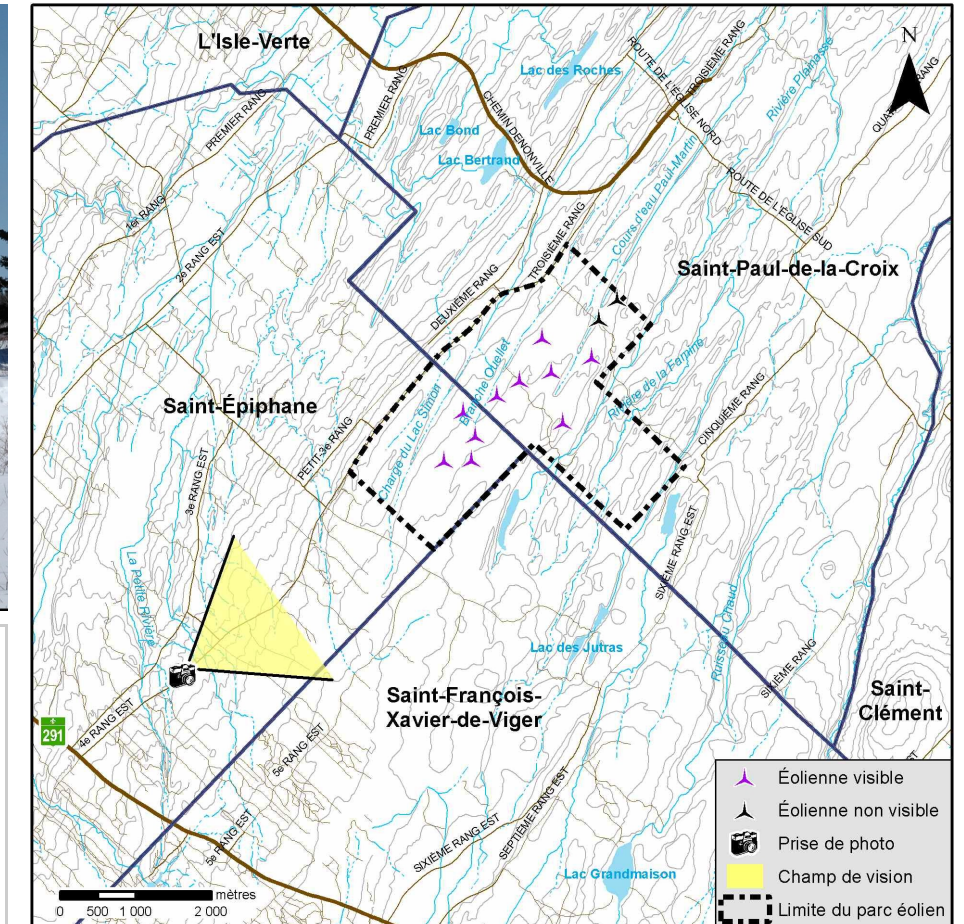 L'Isle-Verte
N
Lac des Roches
TROISIÈME RANG
ROUTE DE L'ÉGLISE NORD
Rivière Plainasse
PREMIER RANG
PREMIER RANG
CHEMIN DENONVILLE
Lac Bond
Lac Bertrand
Cours d'eau Paul-Martin
1er RANG
2e RANG EST
TROISIÈME RANG
ROUTE DE L'ÉGLISE SUD
Saint-Paul-de-la-Croix
DEUXIÈME RANG
Branche Ouellet
Rivière de la Famine
Saint-Épiphane
PETIT-3e RANG
CINQUIÈME RANG
3e RANG EST
SIXIÈME RANG EST
La Petite Rivière
Lac des Jutras
Ruisseau Chaud
SIXIÈME RANG
Saint-François-
Xavier-de-Viger
Saint-
Clément
291
4e RANG EST
5e RANG EST
5e RANG EST
SIXIÈME RANG EST
SEPTIÈME RANG EST
Lac Grandmaison
Éolienne visible
Éolienne non visible
Prise de photo
Champ de vision
Limite du parc éolien
mètres
0 500 1 000 2 000